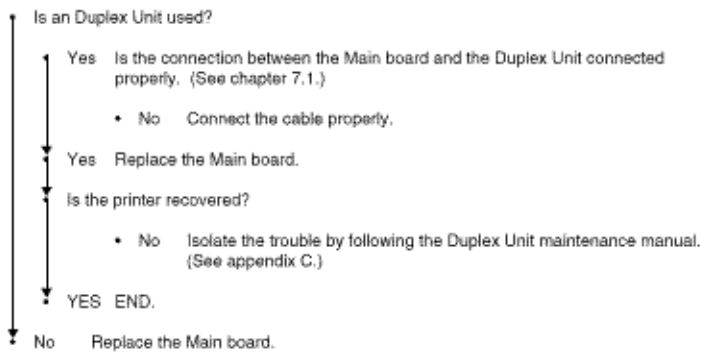 • Is an Duplex Unit used?
Yes Is the connection between the Main board and the Duplex Unit connected
properly. (See chapter 7.1.)
• No Connect the cable properly.
Yes Replace the Main board.
Is the printer recovered?
• No Isolate the trouble by following the Duplex Unit maintenance manual.
(See appendix C.)
YES END.
• No Replace the Main board.